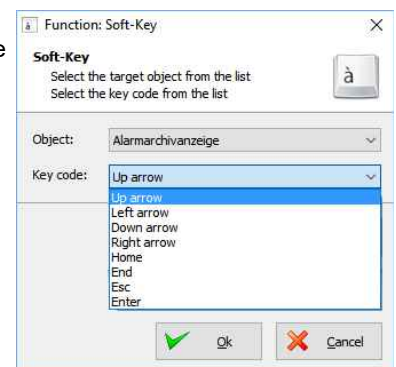 e
Function: Soft-Key
Soft-Key
Select the target object from the list
Select the key code from the list
à
Object: Alarmarchivanzeige
Key code: Up arrow
Up arrow
Left arrow
Down arrow
Right arrow
Home
End
Esc
Enter
Ok Cancel